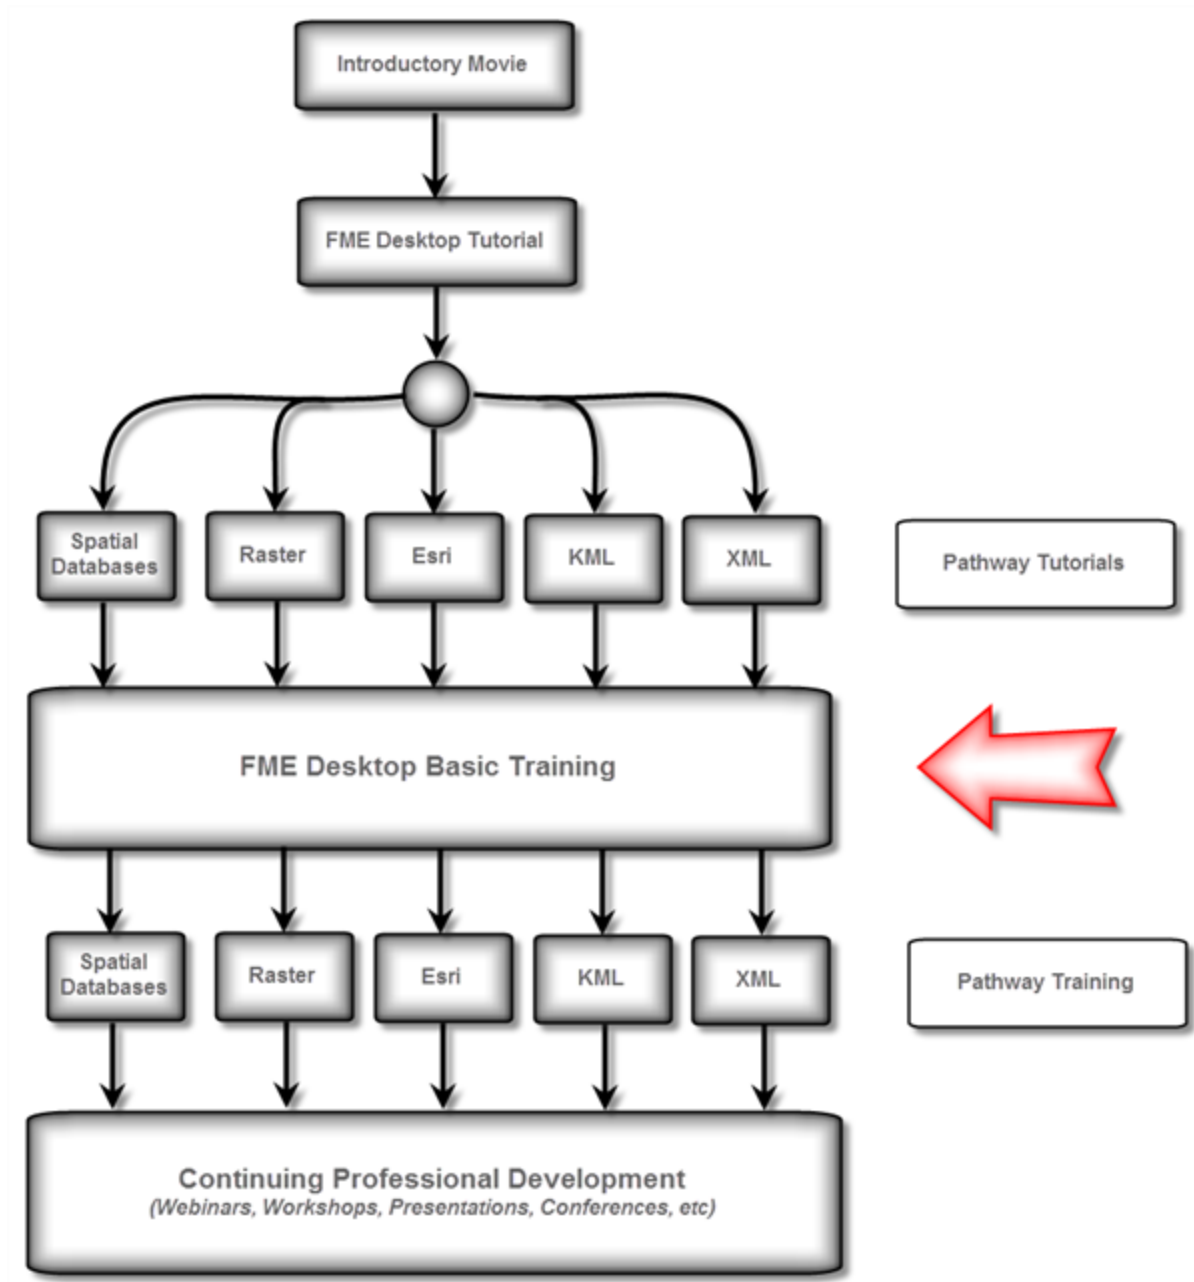 Introductory Movie
FME Desktop Tutorial
Spatial
Databases
Raster
Esri
KML
XML
Pathway Tutorials
FME Desktop Basic Training
Spatial
Databases
Raster
Esri
KML
XML
Pathway Training
Continuing Professional Development
(Webinars, Workshops, Presentations, Conferences, etc)